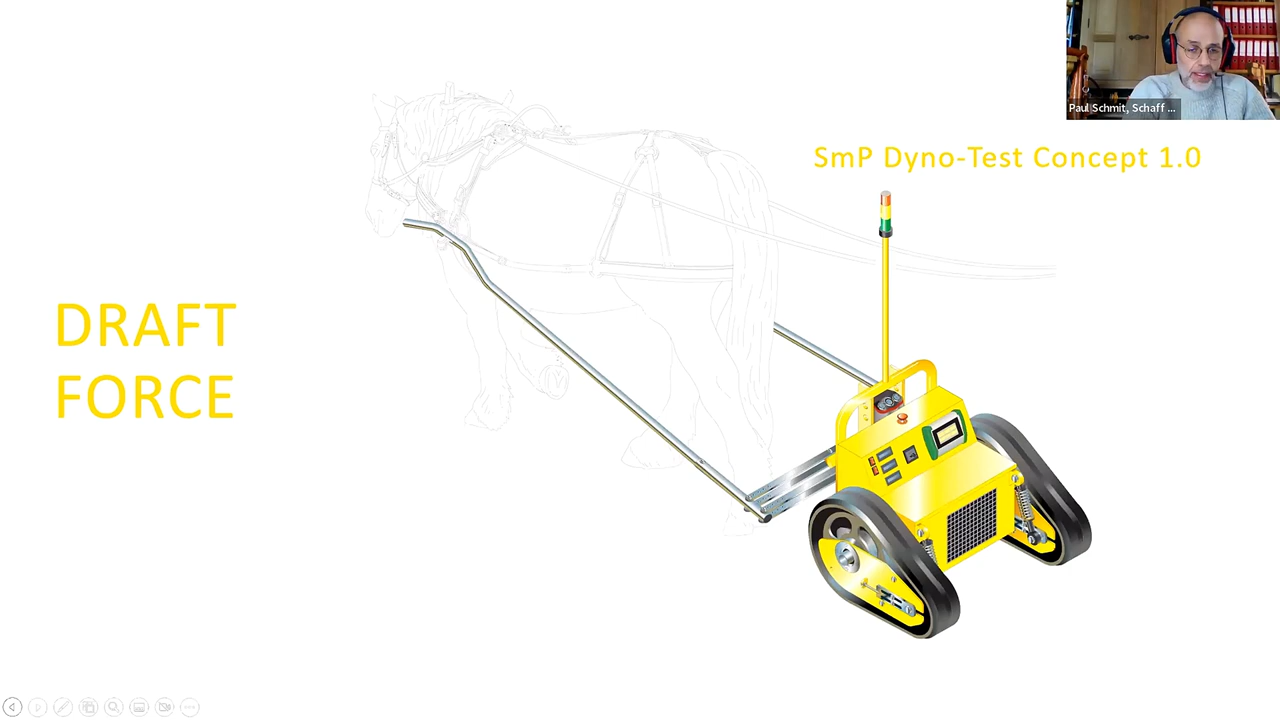 Paul Schmit, Schaff ...
SmP Dyno-Test Concept 1.0
DRAFT
FORCE